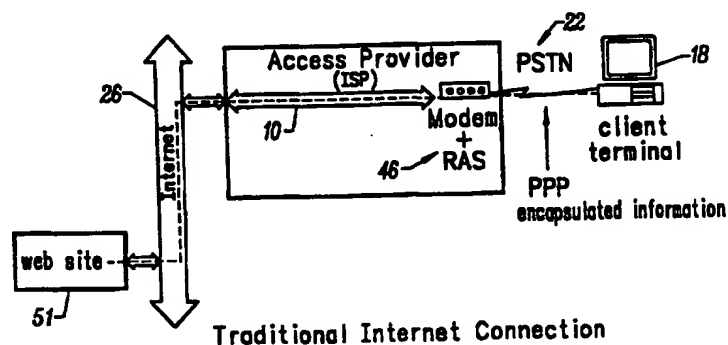 22
Access Provider
(ISP)
PSTN
18
26
10
Modem
+
RAS
46
client
terminal
Internet
PPP
encapsulated information
web site
51
Traditional Internet Connection